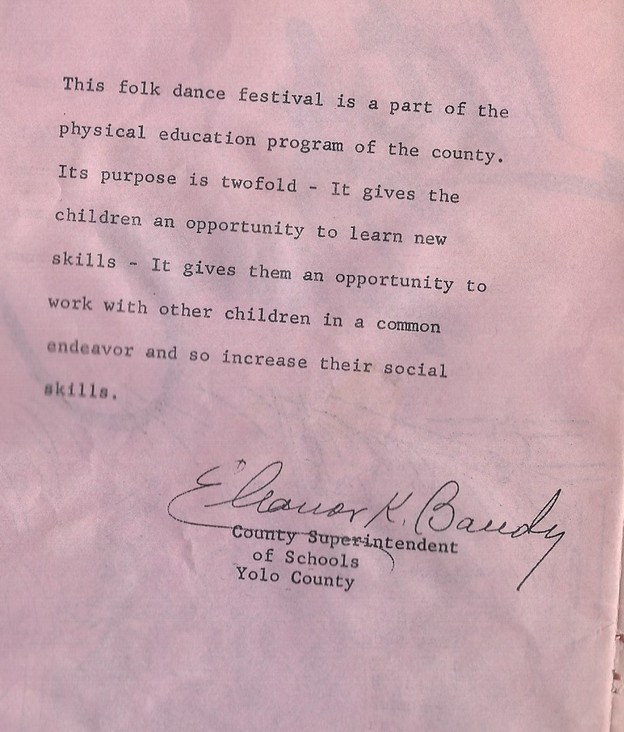 This folk dance festival is a part of the
physical education program of the county.
Its purpose is twofold - It gives the
children an opportunity to learn new
skills - It gives them an opportunity to
work with other children in a common
endeavor and so increase their social
skills.
Eleanor K. Bandy
County Superintendent
of Schools
Yolo County